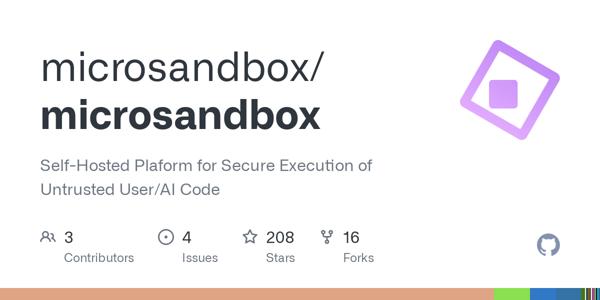 microsandbox/
microsandbox
Self-Hosted Plaform for Secure Execution of
Untrusted User/AI Code
3 4 208 16
Contributors Issues Stars Forks